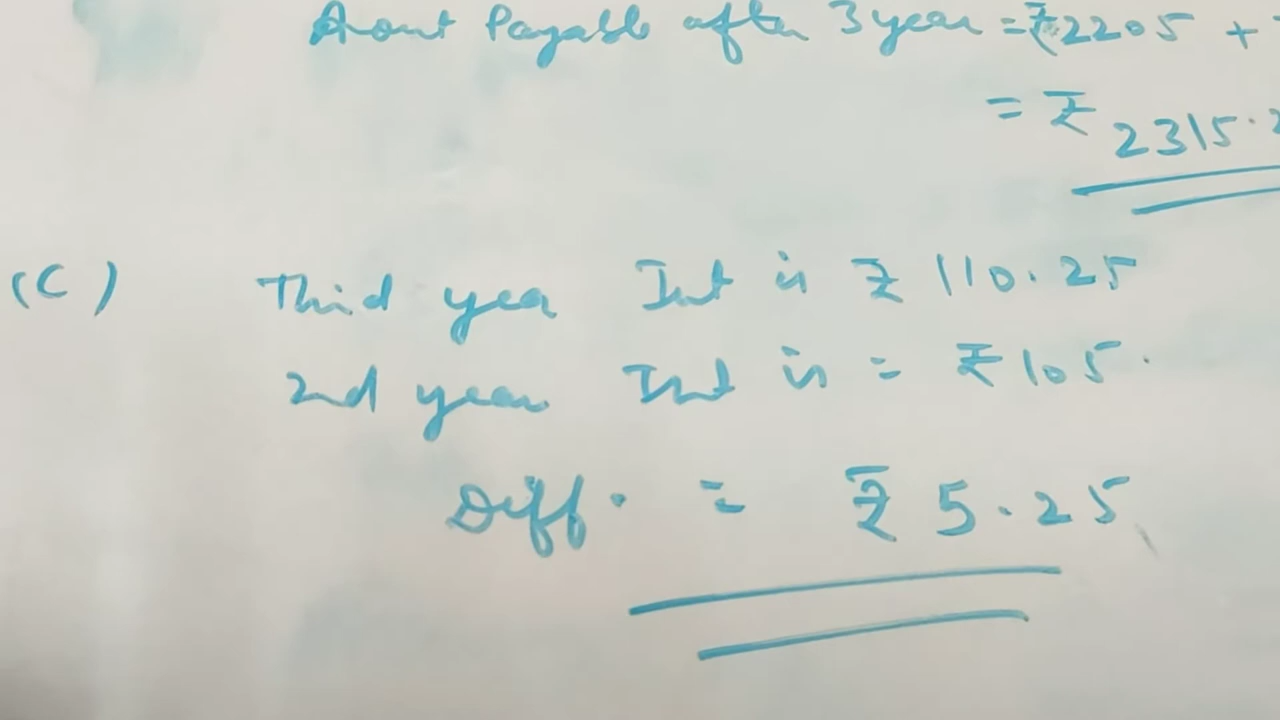 Amount Payable after 3 year = ₹2205 +
= ₹ 2315.2
(C) Third year Int is ₹ 110.25
2nd year Int is = ₹105.
Diff. = ₹ 5.25